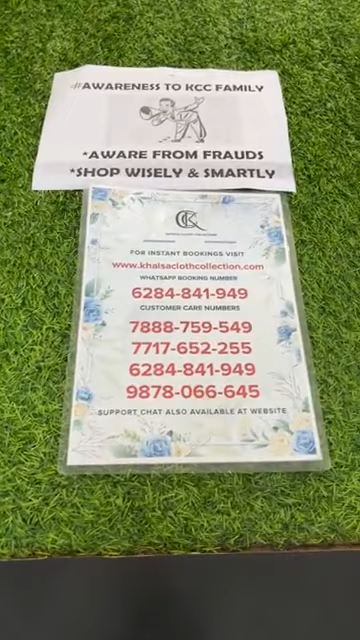 #AWARENESS TO KCC FAMILY
*AWARE FROM FRAUDS
*SHOP WISELY & SMARTLY
FOR INSTANT BOOKINGS VISIT
www.khalsaclothcollection.com
WHATSAPP BOOKING NUMBER
6284-841-949
CUSTOMER CARE NUMBERS
7888-759-549
7717-652-255
6284-841-949
9878-066-645
SUPPORT CHAT ALSO AVAILABLE AT WEBSITE